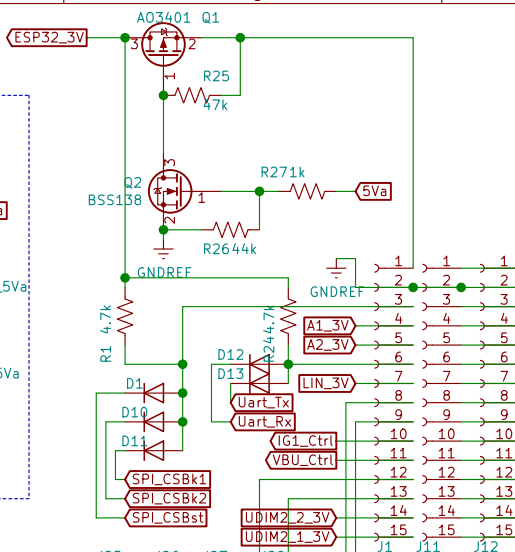 AO3401 Q1
ESP32_3V
3
2
1
R25
47k
3
Q2
BSS138
1
2
R271k
5Va
R2644k
GNDREF
GNDREF
_5Va
5Va
R1 4.7k
R244.7k
A1_3V
A2_3V
LIN_3V
D12
D13
Uart_Tx
Uart_Rx
D1
D10
D11
IG1_Ctrl
VBU_Ctrl
SPI_CSBk1
SPI_CSBk2
SPI_CSBst
UDIM2_2_3V
UDIM2_1_3V
1 1 1
2 2 2
3 3 3
4 4 4
5 5 5
6 6 6
7 7 7
8 8 8
9 9 9
10 10 10
11 11 11
12 12 12
13 13 13
14 14 14
15 15 15
J1 J11 J12